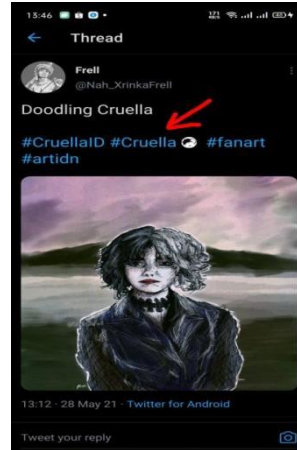 13:46
Thread
Frell
@Nah_XrinkaFrell
Doodling Cruella
#CruellaID #Cruella #fanart
#artidn
13:12 · 28 May 21 · Twitter for Android
Tweet your reply